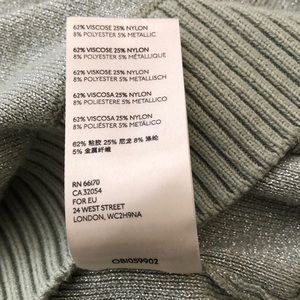 62% VISCOSE 25% NYLON
8% POLYESTER 5% METALLIC
62% VISCOSE 25% NYLON
8% POLYESTER 5% MÉTALLIQUE
62% VISKOSE 25% NYLON
8% POLYESTER 5% METALLISCH
62% VISCOSA 25% NYLON
8% POLIESTERE 5% METALLICO
62% VISCOSA 25% NYLON
8% POLIÉSTER 5% METÁLICO
62% 粘胶 25% 尼龙 8% 涤纶
5% 金属纤维
RN 66170
CA 32054
FOR EU
24 WEST STREET
LONDON, WC2H9NA
OBI059902